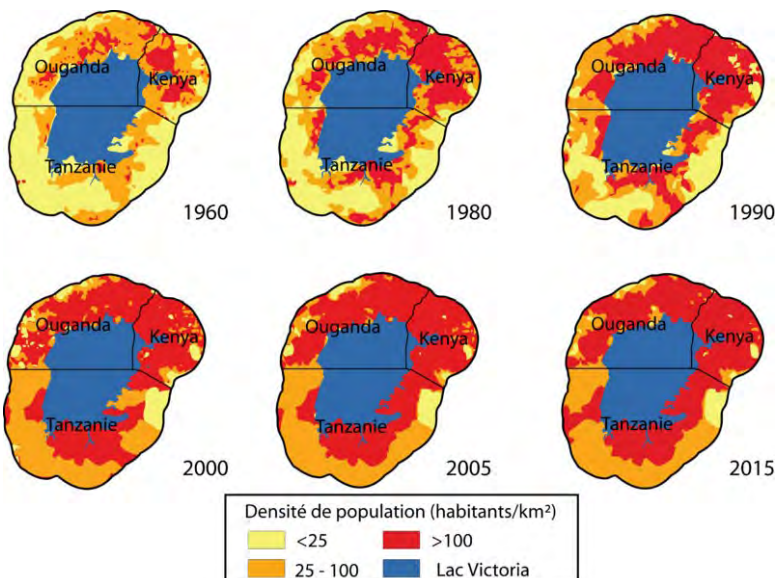 Ouganda
Kenya
Tanzanie
1960
Ouganda
Kenya
Tanzanie
1980
Ouganda
Kenya
Tanzanie
1990
Ouganda
Kenya
Tanzanie
2000
Ouganda
Kenya
Tanzanie
2005
Ouganda
Kenya
Tanzanie
2015
Densité de population (habitants/km²)
<25
>100
25 - 100
Lac Victoria